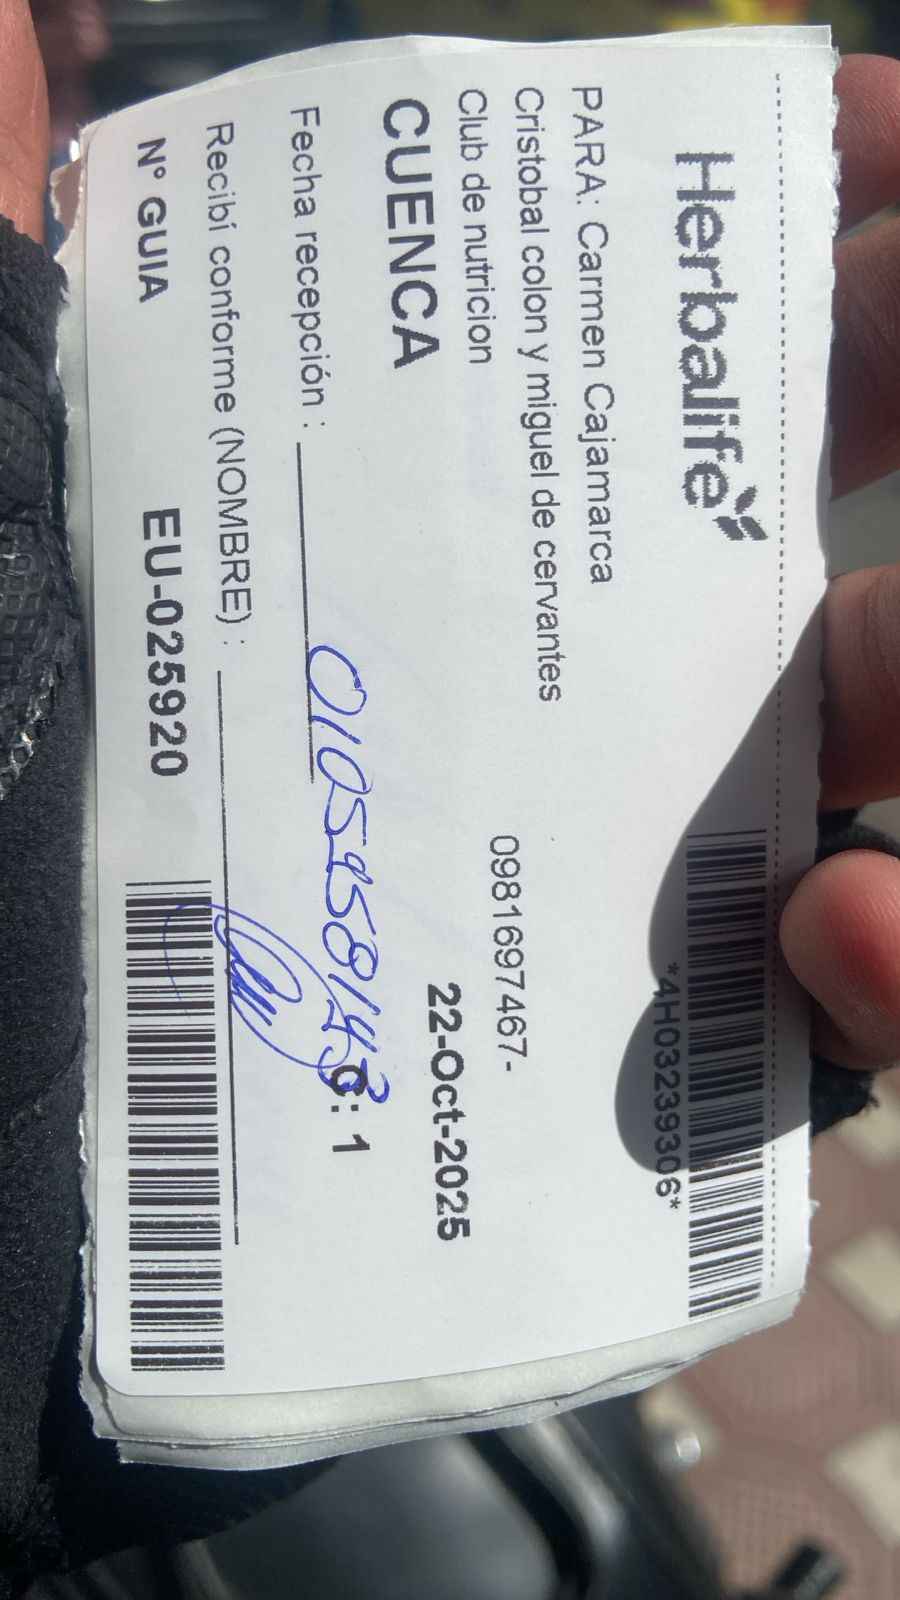 Herbalife
*4H03239306*
PARA: Carmen Cajamarca
Cristobal colon y miguel de cervantes
Club de nutricion
0981697467-
CUENCA
22-Oct-2025
Fecha recepción :
0105958143
C: 1
Recibí conforme (NOMBRE) :
N° GUIA
EU-025920